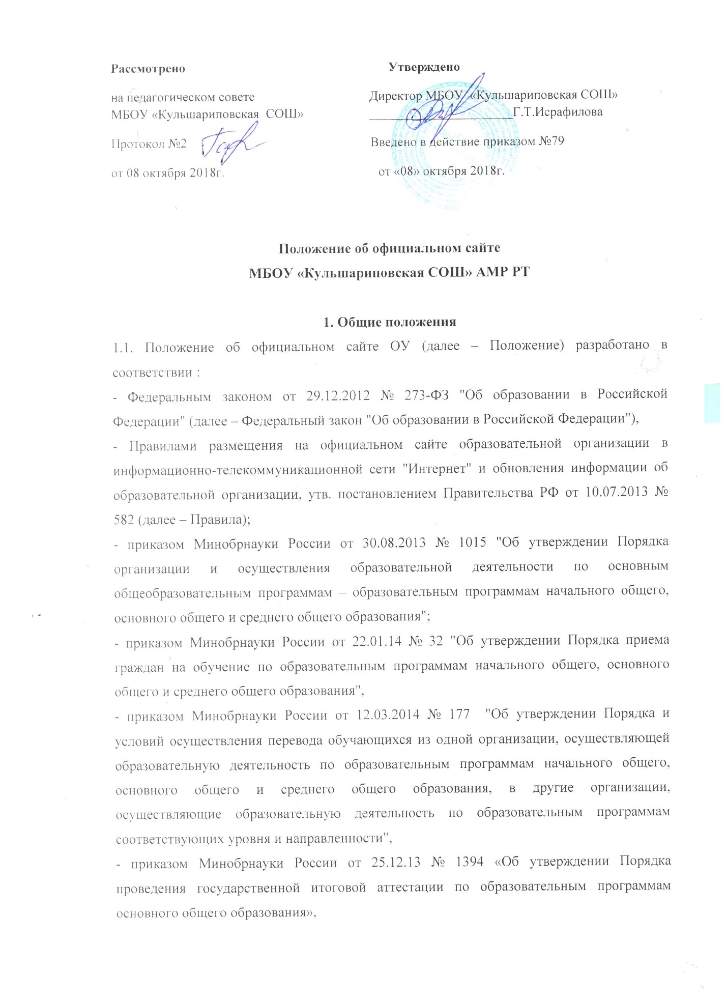 Рассмотрено Утверждено
на педагогическом совете Директор МБОУ «Кульшариповская СОШ»
МБОУ «Кульшариповская СОШ» ____________________Г.Т.Исрафилова
Протокол №2 Введено в действие приказом №79
от 08 октября 2018г. от «08» октября 2018г.
Положение об официальном сайте
МБОУ «Кульшариповская СОШ» АМР РТ
1. Общие положения
1.1. Положение об официальном сайте ОУ (далее – Положение) разработано в
соответствии :
- Федеральным законом от 29.12.2012 № 273-ФЗ "Об образовании в Российской
Федерации" (далее – Федеральный закон "Об образовании в Российской Федерации"),
- Правилами размещения на официальном сайте образовательной организации в
информационно-телекоммуникационной сети "Интернет" и обновления информации об
образовательной организации, утв. постановлением Правительства РФ от 10.07.2013 №
582 (далее – Правила);
- приказом Минобрнауки России от 30.08.2013 № 1015 "Об утверждении Порядка
организации и осуществления образовательной деятельности по основным
общеобразовательным программам – образовательным программам начального общего,
основного общего и среднего общего образования";
- приказом Минобрнауки России от 22.01.14 № 32 "Об утверждении Порядка приема
граждан на обучение по образовательным программам начального общего, основного
общего и среднего общего образования",
- приказом Минобрнауки России от 12.03.2014 № 177 "Об утверждении Порядка и
условий осуществления перевода обучающихся из одной организации, осуществляющей
образовательную деятельность по образовательным программам начального общего,
основного общего и среднего общего образования, в другие организации,
осуществляющие образовательную деятельность по образовательным программам
соответствующих уровня и направленности",
- приказом Минобрнауки России от 25.12.13 № 1394 «Об утверждении Порядка
проведения государственной итоговой аттестации по образовательным программам
основного общего образования»,